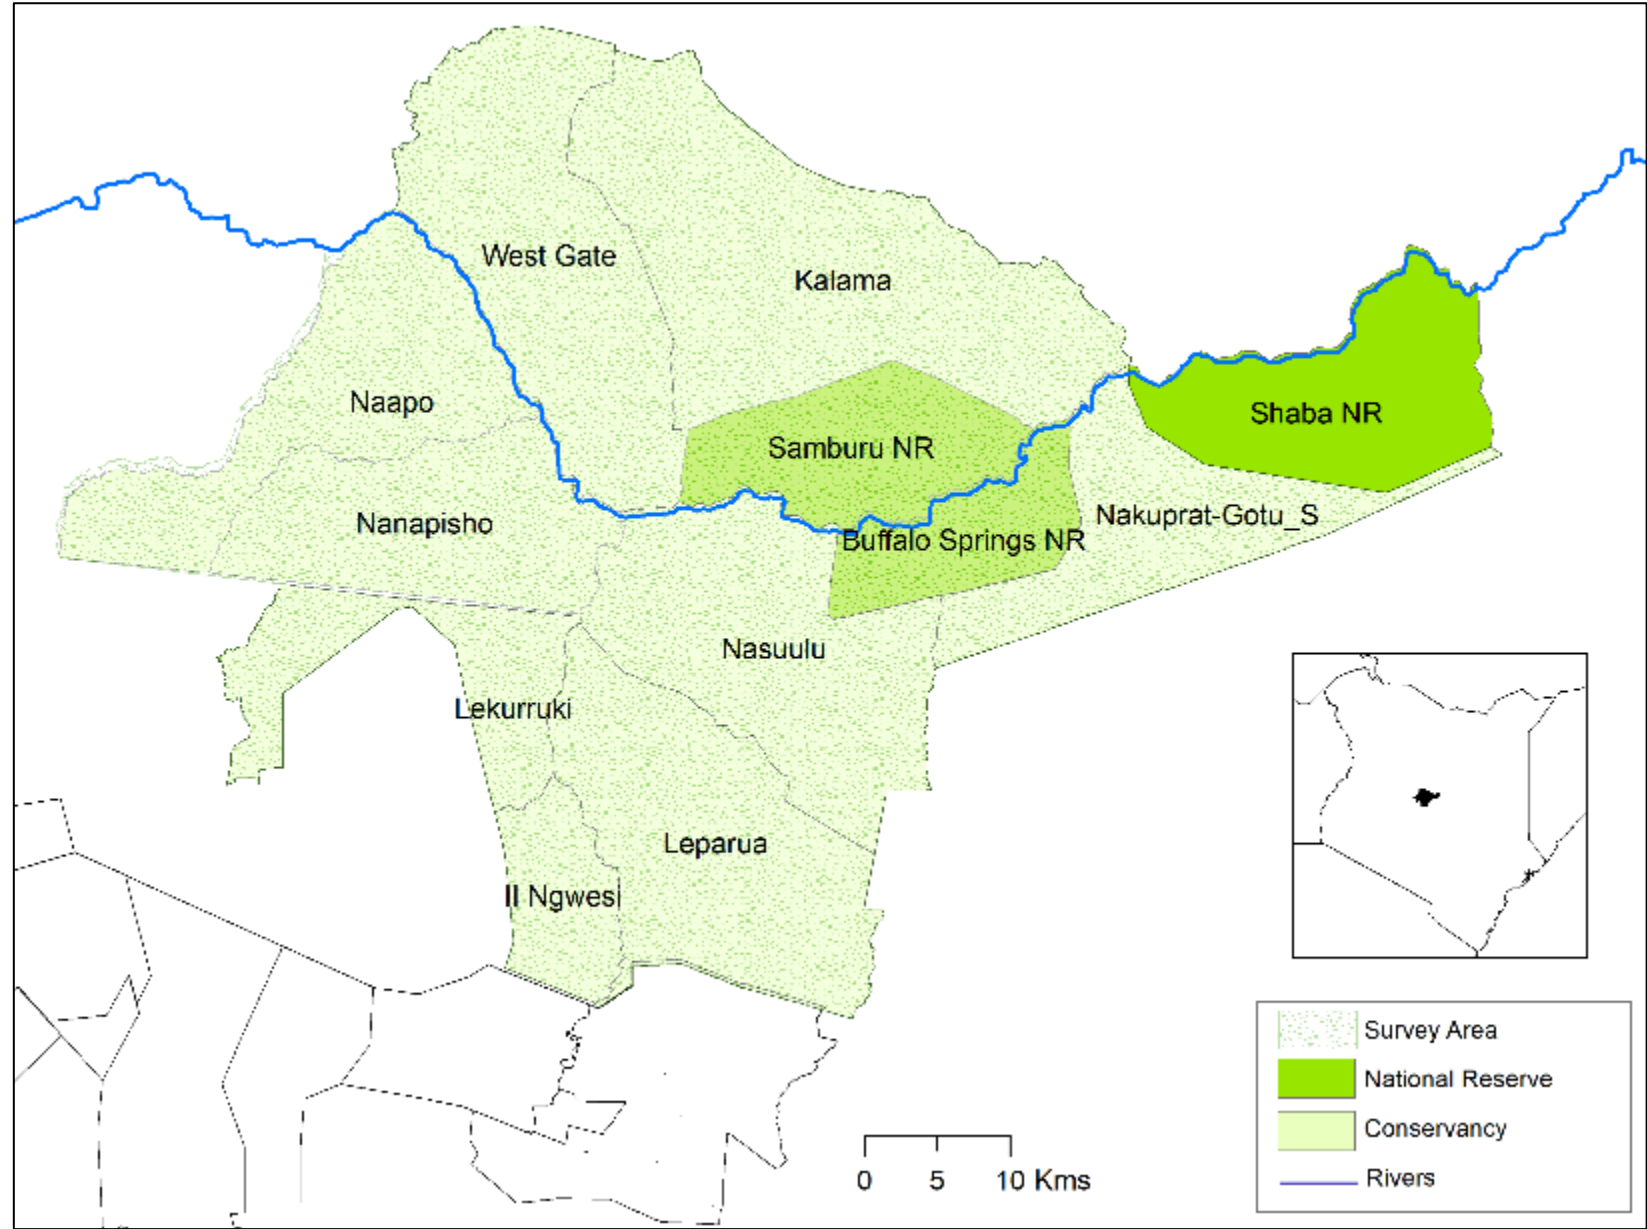 West Gate
Kalama
Naapo
Shaba NR
Samburu NR
Nanapisho
Nakuprat-Gotu_S
Buffalo Springs NR
Nasuulu
Lekurruki
Leparua
Il Ngwesi
Survey Area
National Reserve
Conservancy
Rivers
0 5 10 Kms